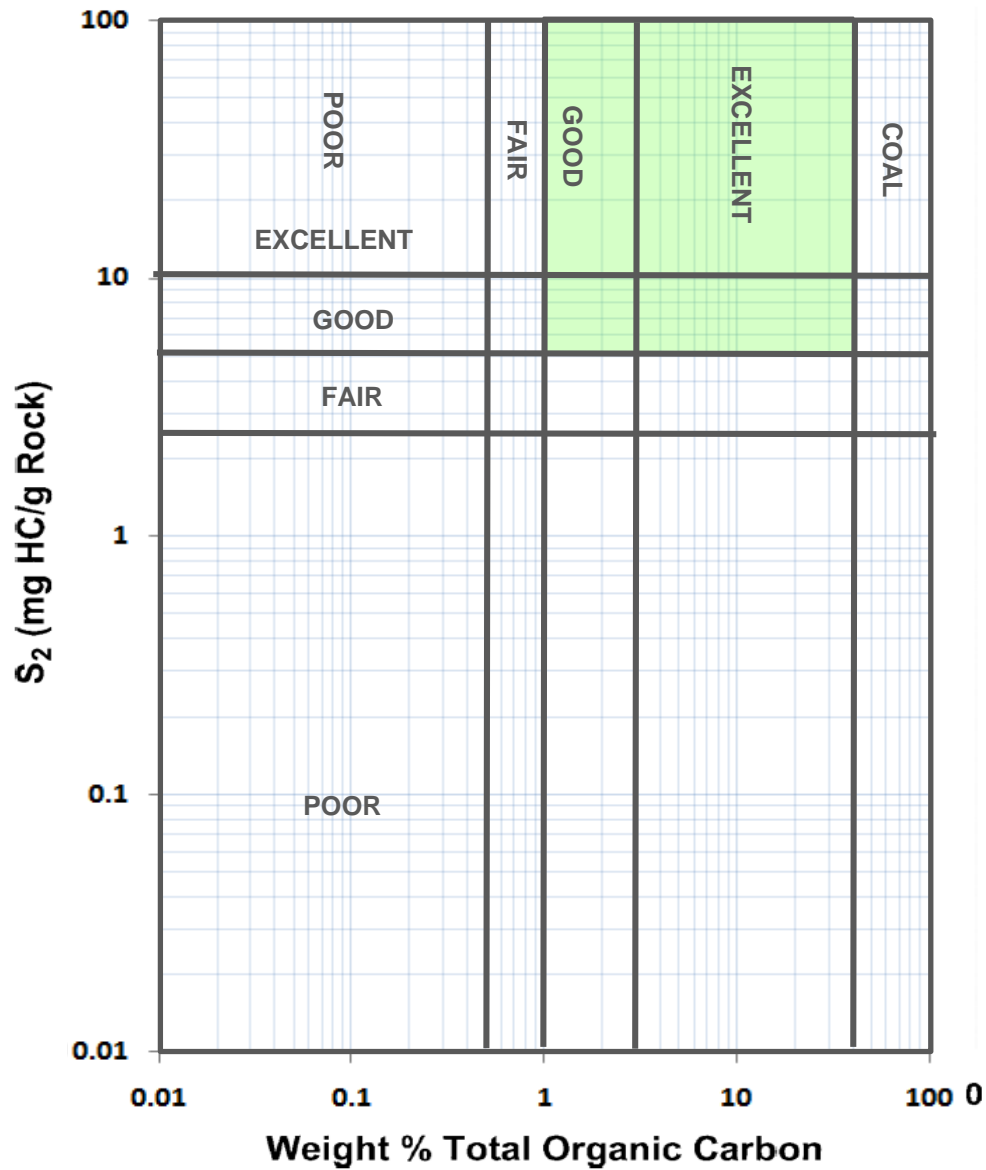 100
POOR
FAIR
GOOD
EXCELLENT
COAL
EXCELLENT
10
GOOD
FAIR
S₂ (mg HC/g Rock)
1
0.1
POOR
0.01
0.01 0.1 1 10 100 0
Weight % Total Organic Carbon